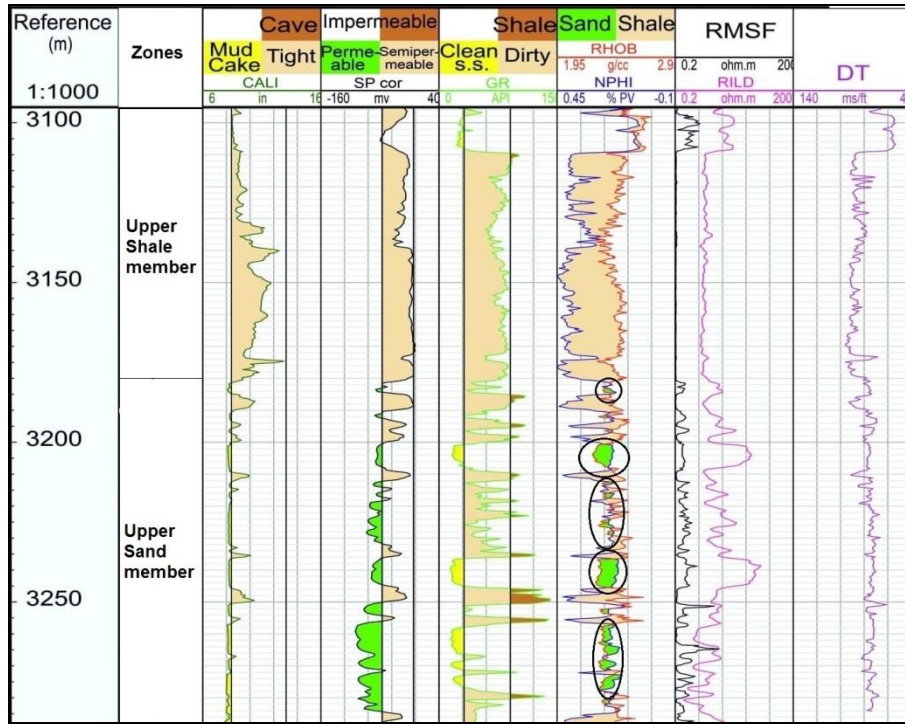 Reference
(m)
1:1000
Zones
Cave
Mud Cake
Tight
CALI
6 in 16
Impermeable
Perme-able
Semiper-meable
SP cor
-160 mv 40
Shale
Clean s.s.
Dirty
GR
0 API 150
Sand Shale
RHOB
1.95 g/cc 2.9
NPHI
0.45 % PV -0.1
RMSF
0.2 ohm.m 200
RILD
0.2 ohm.m 200
DT
140 ms/ft 4
3100
Upper
Shale
member
3150
3200
Upper
Sand
member
3250